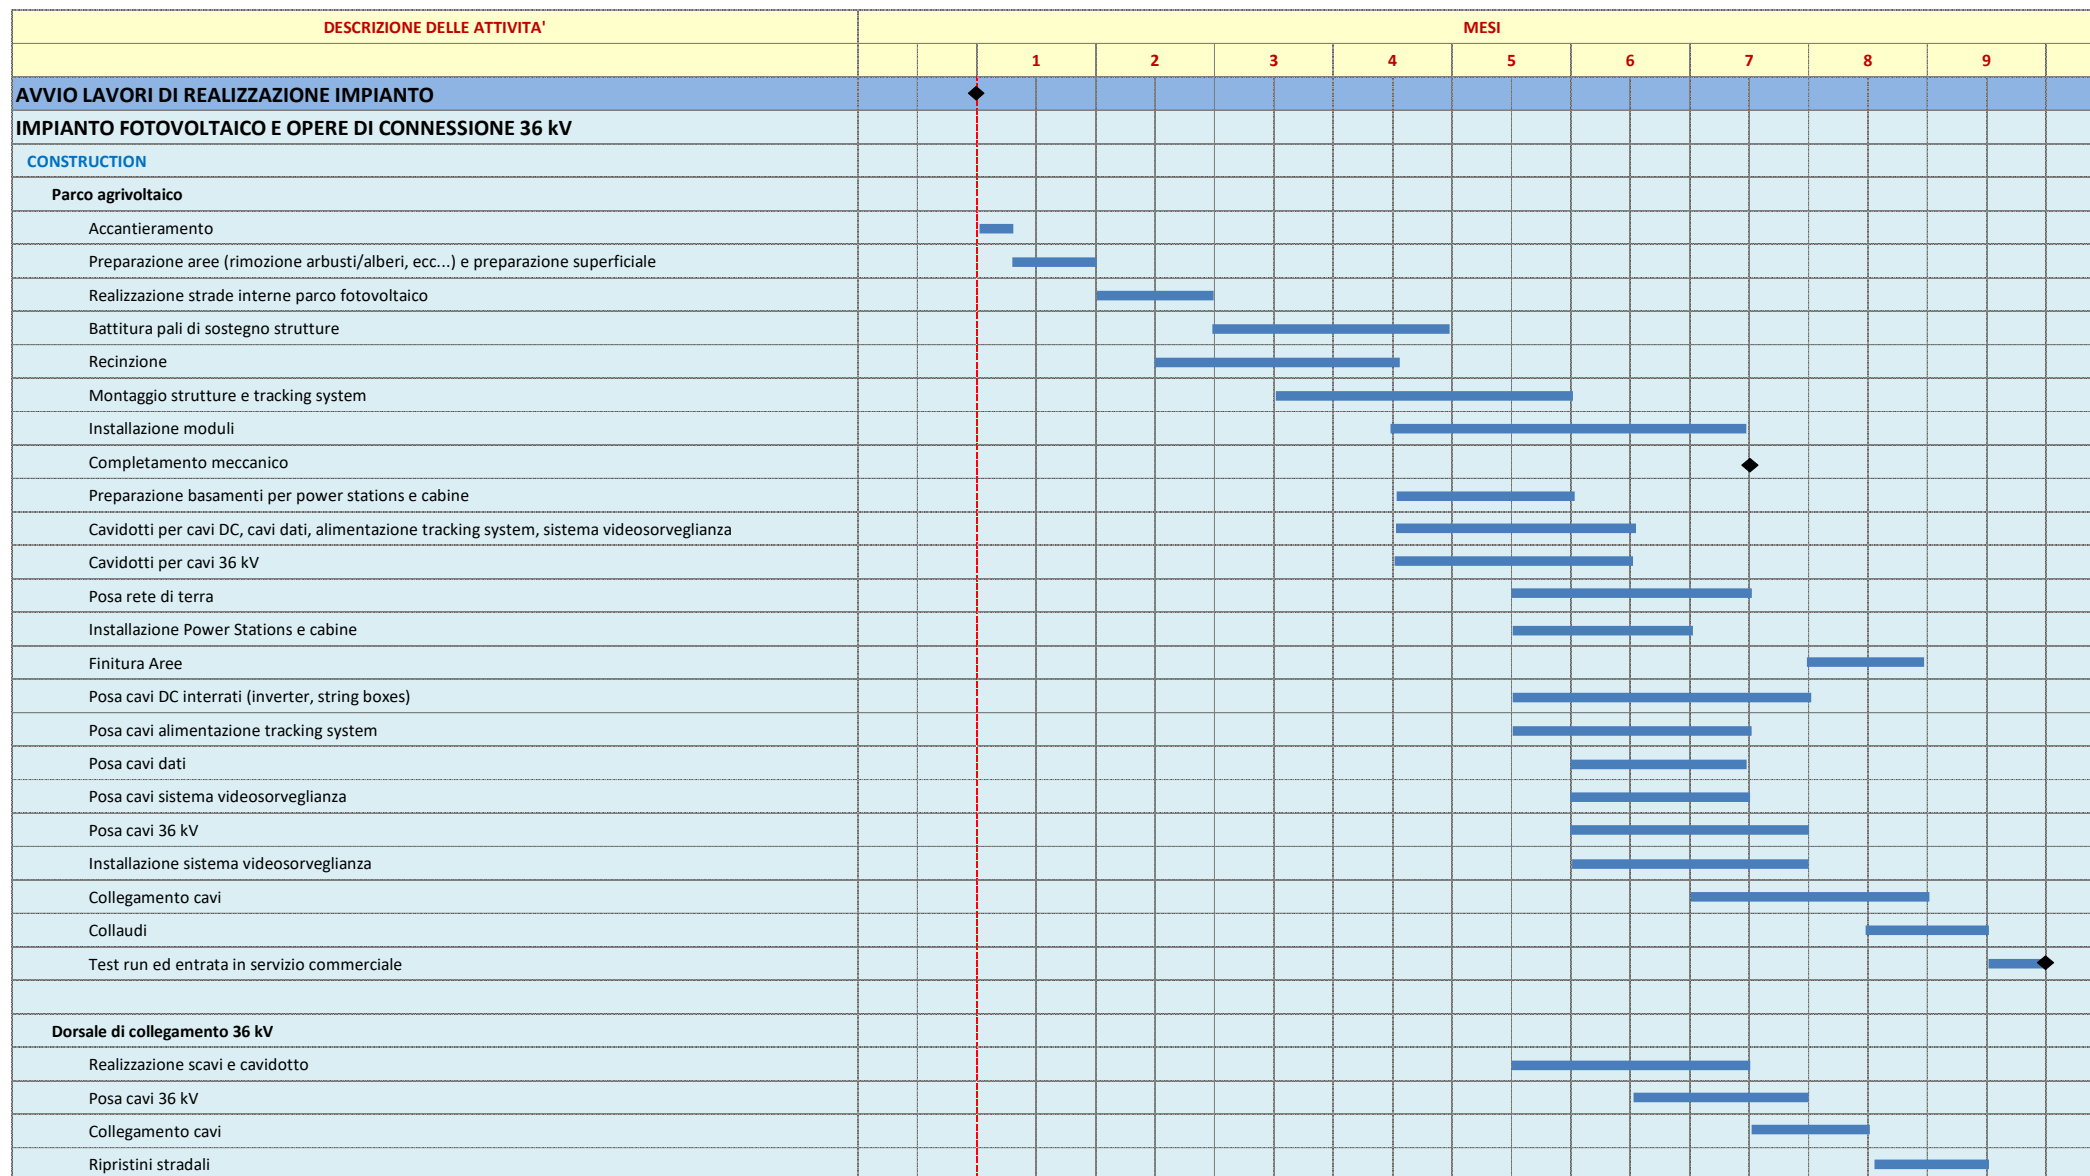 DESCRIZIONE DELLE ATTIVITA' MESI
1 2 3 4 5 6 7 8 9
AVVIO LAVORI DI REALIZZAZIONE IMPIANTO
IMPIANTO FOTOVOLTAICO E OPERE DI CONNESSIONE 36 kV
CONSTRUCTION
Parco agrivoltaico
Accantieramento
Preparazione aree (rimozione arbusti/alberi, ecc...) e preparazione superficiale
Realizzazione strade interne parco fotovoltaico
Battitura pali di sostegno strutture
Recinzione
Montaggio strutture e tracking system
Installazione moduli
Completamento meccanico
Preparazione basamenti per power stations e cabine
Cavidotti per cavi DC, cavi dati, alimentazione tracking system, sistema videosorveglianza
Cavidotti per cavi 36 kV
Posa rete di terra
Installazione Power Stations e cabine
Finitura Aree
Posa cavi DC interrati (inverter, string boxes)
Posa cavi alimentazione tracking system
Posa cavi dati
Posa cavi sistema videosorveglianza
Posa cavi 36 kV
Installazione sistema videosorveglianza
Collegamento cavi
Collaudi
Test run ed entrata in servizio commerciale
Dorsale di collegamento 36 kV
Realizzazione scavi e cavidotto
Posa cavi 36 kV
Collegamento cavi
Ripristini stradali